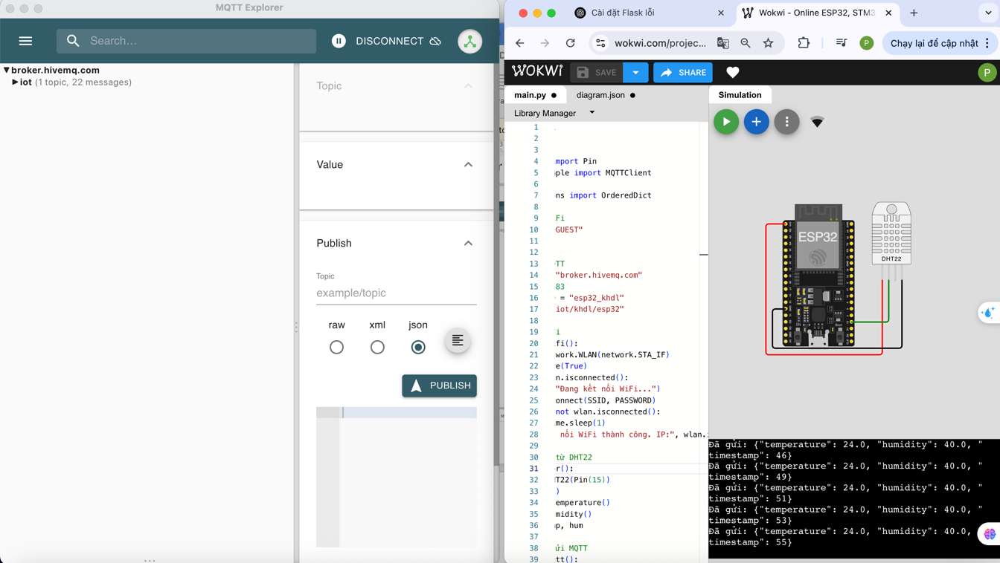 MQTT Explorer
Search...
DISCONNECT
▼broker.hivemq.com
▶iot (1 topic, 22 messages)
Topic
Value
Publish
Topic
example/topic
raw
xml
json
PUBLISH
Cài đặt Flask lỗi
Wokwi - Online ESP32, STM3
wokwi.com/projec...
P
Chạy lại để cập nhật
WOKWI
SAVE
SHARE
P
main.py ●
diagram.json ●
Library Manager
1
2
3
4 import Pin
5 mple import MQTTClient
6
7 ns import OrderedDict
8
9 Fi
10 GUEST"
11
12
13 TT
14 "broker.hivemq.com"
15 83
16 = "esp32_khdl"
17 iot/khdl/esp32"
18
19 i
20 fi():
21 work.WLAN(network.STA_IF)
22 e(True)
23 n.isconnected():
24 "Đang kết nối WiFi...")
25 onnect(SSID, PASSWORD)
26 not wlan.isconnected():
27 me.sleep(1)
28 nối WiFi thành công. IP:", wlan.
29
30 từ DHT22
31 r():
32 HT22(Pin(15))
33 )
34 emperature()
35 midity()
36 mp, hum
37
38 ửi MQTT
39 tt():
Simulation
ESP32
EN
Boot
DHT22
Đã gửi: {"temperature": 24.0, "humidity": 40.0, "
timestamp": 46}
Đã gửi: {"temperature": 24.0, "humidity": 40.0, "
timestamp": 49}
Đã gửi: {"temperature": 24.0, "humidity": 40.0, "
timestamp": 51}
Đã gửi: {"temperature": 24.0, "humidity": 40.0, "
timestamp": 53}
Đã gửi: {"temperature": 24.0, "humidity": 40.0,
timestamp": 55}